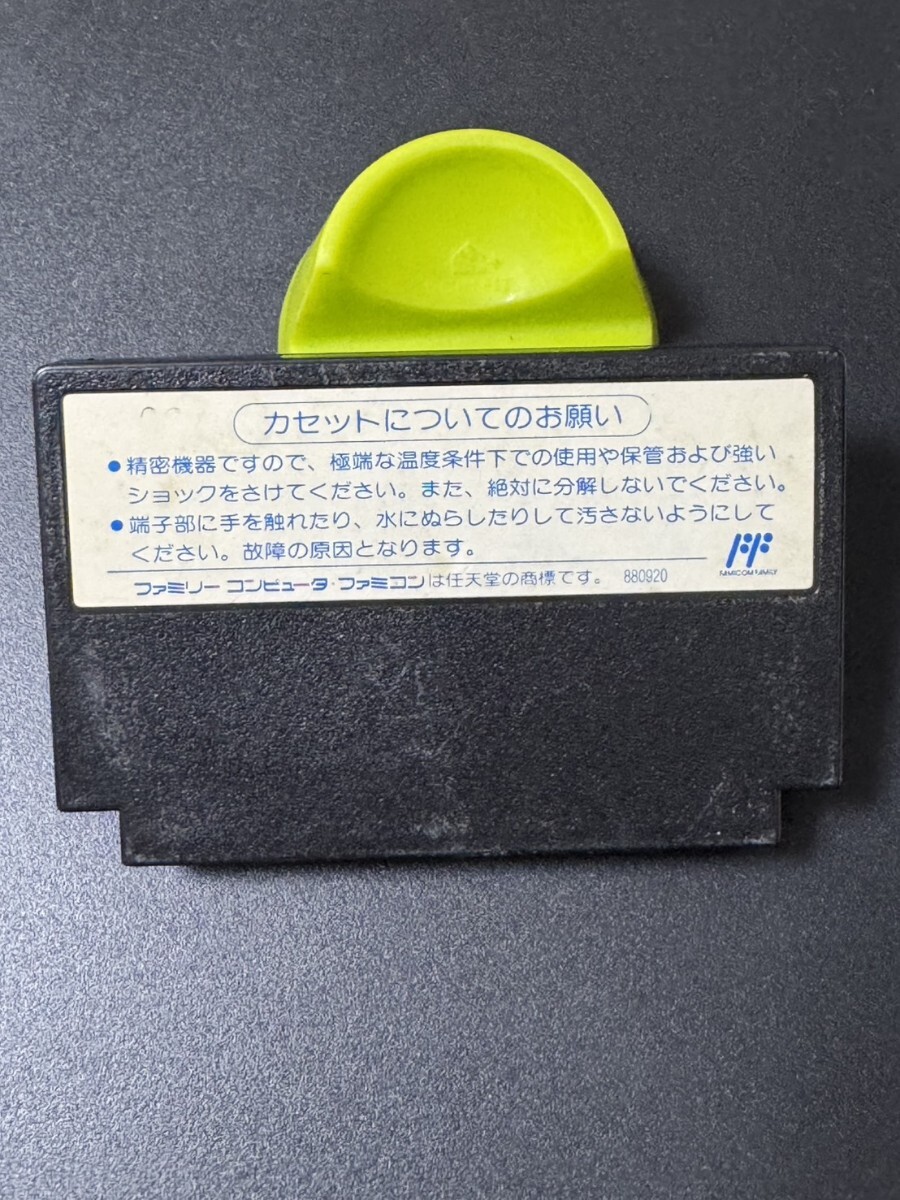 カセットについてのお願い
●精密機器ですので、極端な温度条件下での使用や保管および強い
ショックをさけてください。また、絶対に分解しないでください。
●端子部に手を触れたり、水にぬらしたりして汚さないようにして
ください。故障の原因となります。
FAMICOM FAMILY
ファミリー コンピュータ・ファミコンは任天堂の商標です。 880920